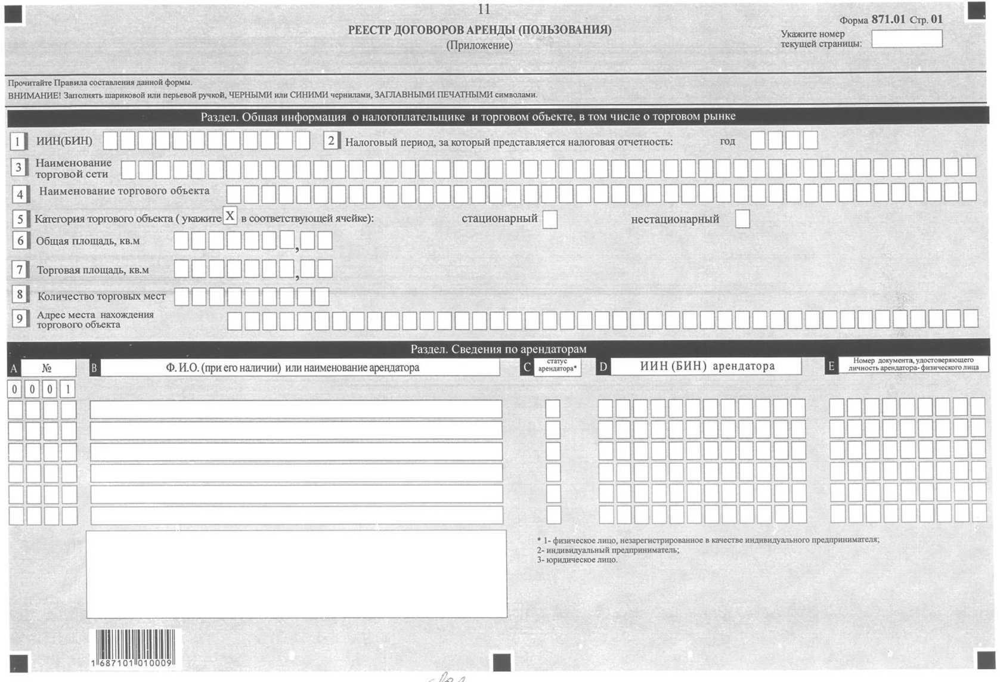 11
РЕЕСТР ДОГОВОРОВ АРЕНДЫ (ПОЛЬЗОВАНИЯ)
(Приложение)
Форма 871.01 Стр. 01
Укажите номер
текущей страницы:
Прочитайте Правила составления данной формы.
ВНИМАНИЕ! Заполнять шариковой или перьевой ручкой, ЧЕРНЫМИ или СИНИМИ чернилами, ЗАГЛАВНЫМИ ПЕЧАТНЫМИ символами.
Раздел. Общая информация о налогоплательщике и торговом объекте, в том числе о торговом рынке
1 ИИН(БИН) 2 Налоговый период, за который представляется налоговая отчетность: год
3 Наименование
торговой сети
4 Наименование торгового объекта
5 Категория торгового объекта ( укажите X в соответствующей ячейке): стационарный нестационарный
6 Общая площадь, кв.м ,
7 Торговая площадь, кв.м ,
8 Количество торговых мест
9 Адрес места нахождения
торгового объекта
Раздел. Сведения по арендаторам
A № B Ф. И.О. (при его наличии) или наименование арендатора C статус
арендатора* D ИИН (БИН) арендатора E Номер документа, удостоверяющего
личность арендатора- физического лица
0 0 0 1
* 1- физическое лицо, незарегистрированное в качестве индивидуального предпринимателя;
2- индивидуальный предприниматель;
3- юридическое лицо.
1 687101 010009